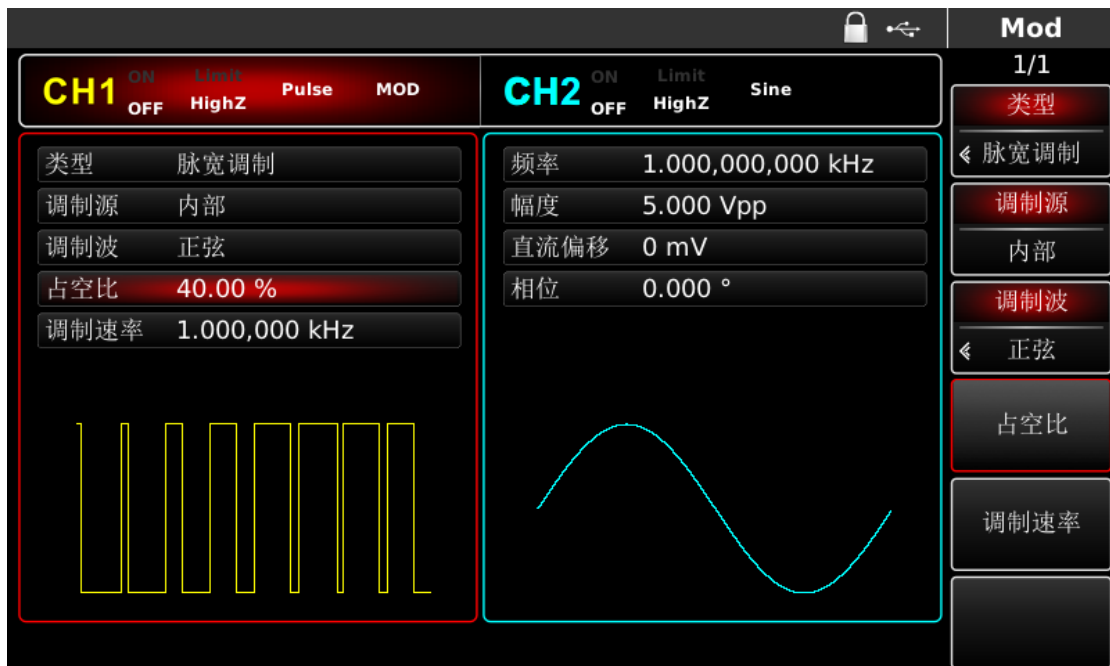 Mod
1/1
CH1 ON OFF Limit HighZ Pulse MOD
CH2 ON OFF Limit HighZ Sine
类型 脉宽调制
调制源 内部
调制波 正弦
占空比 40.00 %
调制速率 1.000,000 kHz
频率 1.000,000,000 kHz
幅度 5.000 Vpp
直流偏移 0 mV
相位 0.000 °
类型
脉宽调制
调制源
内部
调制波
正弦
占空比
调制速率